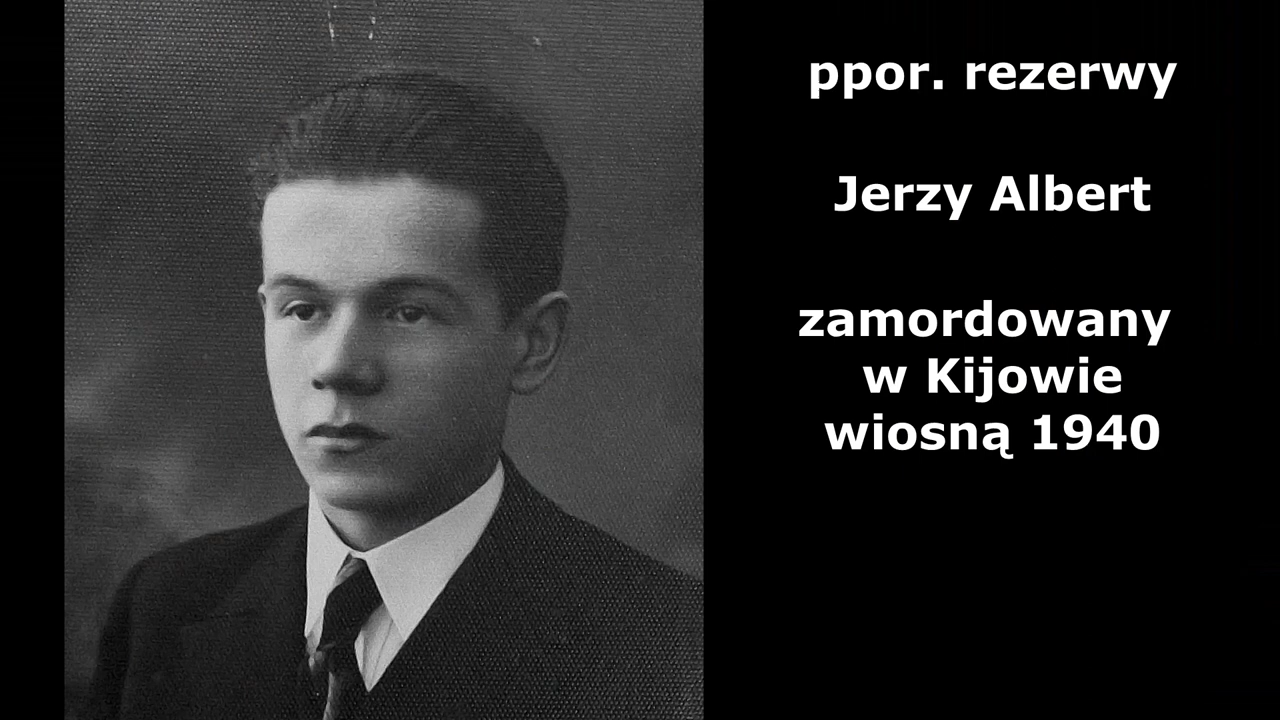 ppor. rezerwy
Jerzy Albert
zamordowany
w Kijowie
wiosną 1940